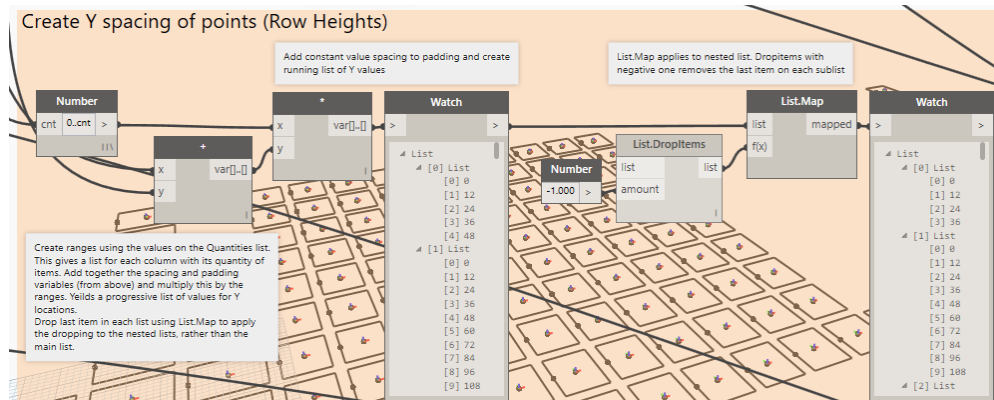 Create Y spacing of points (Row Heights)
Add constant value spacing to padding and create
running list of Y values
List.Map applies to nested list. Dropitems with
negative one removes the last item on each sublist
Number
cnt 0..cnt >
*
x var[]..[]
y
+
x var[]..[]
y
Watch
> >
List
[0] List
[0] 0
[1] 12
[2] 24
[3] 36
[4] 48
[1] List
[0] 0
[1] 12
[2] 24
[3] 36
[4] 48
[5] 60
[6] 72
[7] 84
[8] 96
[9] 108
Number
-1.000 >
List.DropItems
list list
amount
List.Map
list mapped
f(x)
Watch
> >
List
[0] List
[0] 0
[1] 12
[2] 24
[3] 36
[1] List
[0] 0
[1] 12
[2] 24
[3] 36
[4] 48
[5] 60
[6] 72
[7] 84
[8] 96
[9] 108
[2] List
Create ranges using the values on the Quantities list.
This gives a list for each column with its quantity of
items. Add together the spacing and padding
variables (from above) and multiply this by the
ranges. Yeilds a progressive list of values for Y
locations.
Drop last item in each list using List.Map to apply
the dropping to the nested lists, rather than the
main list.